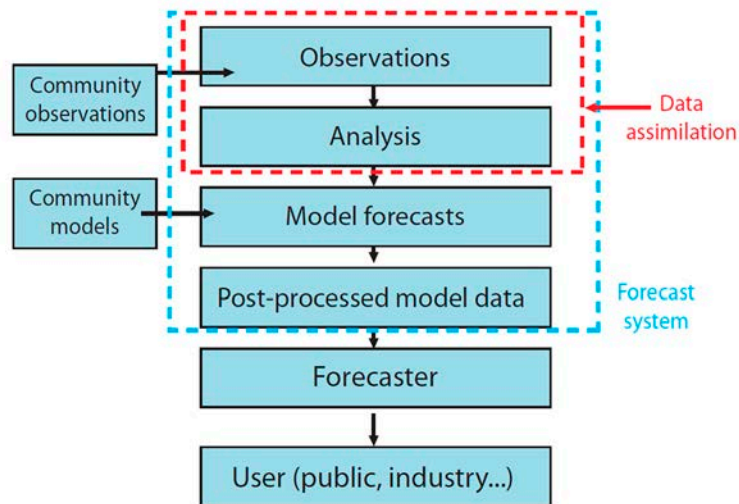 Observations
Community
observations
Data
assimilation
Analysis
Community
models
Model forecasts
Post-processed model data
Forecast
system
Forecaster
User (public, industry...)